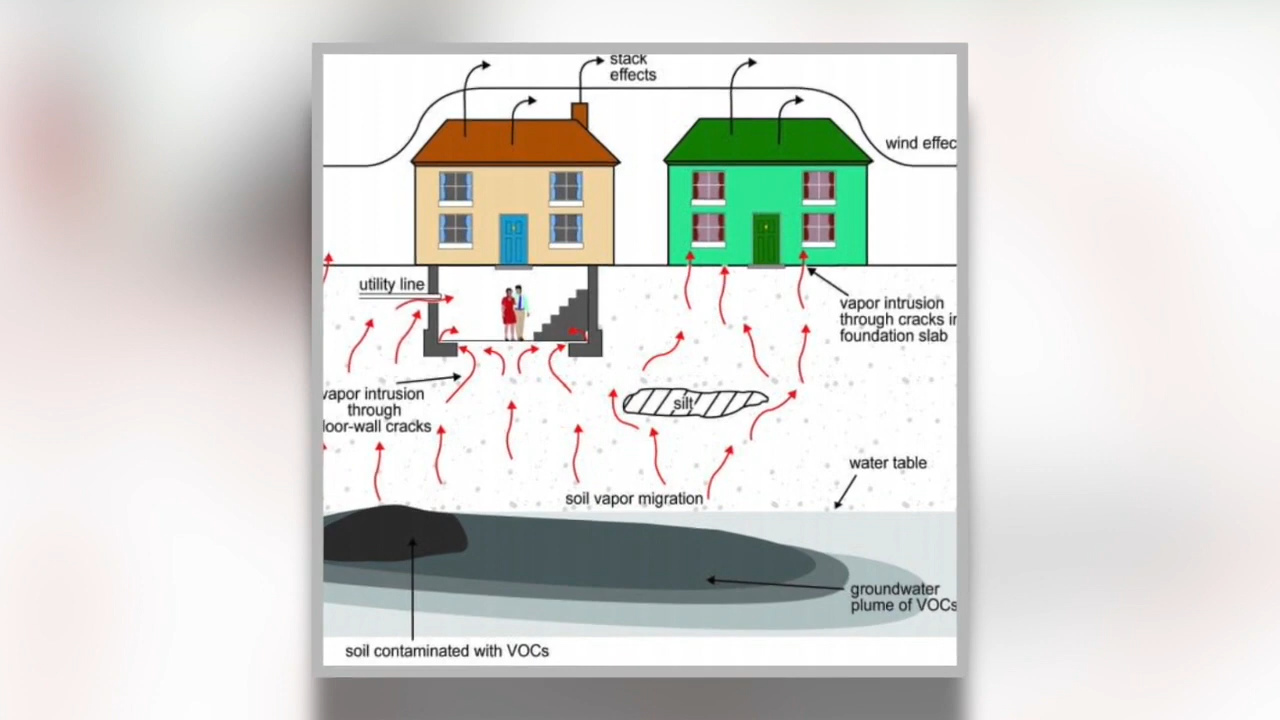 stack
effects
wind effec
utility line
vapor intrusion
through cracks in
foundation slab
vapor intrusion
through
loor-wall cracks
silt
water table
soil vapor migration
groundwater
plume of VOCs
soil contaminated with VOCs